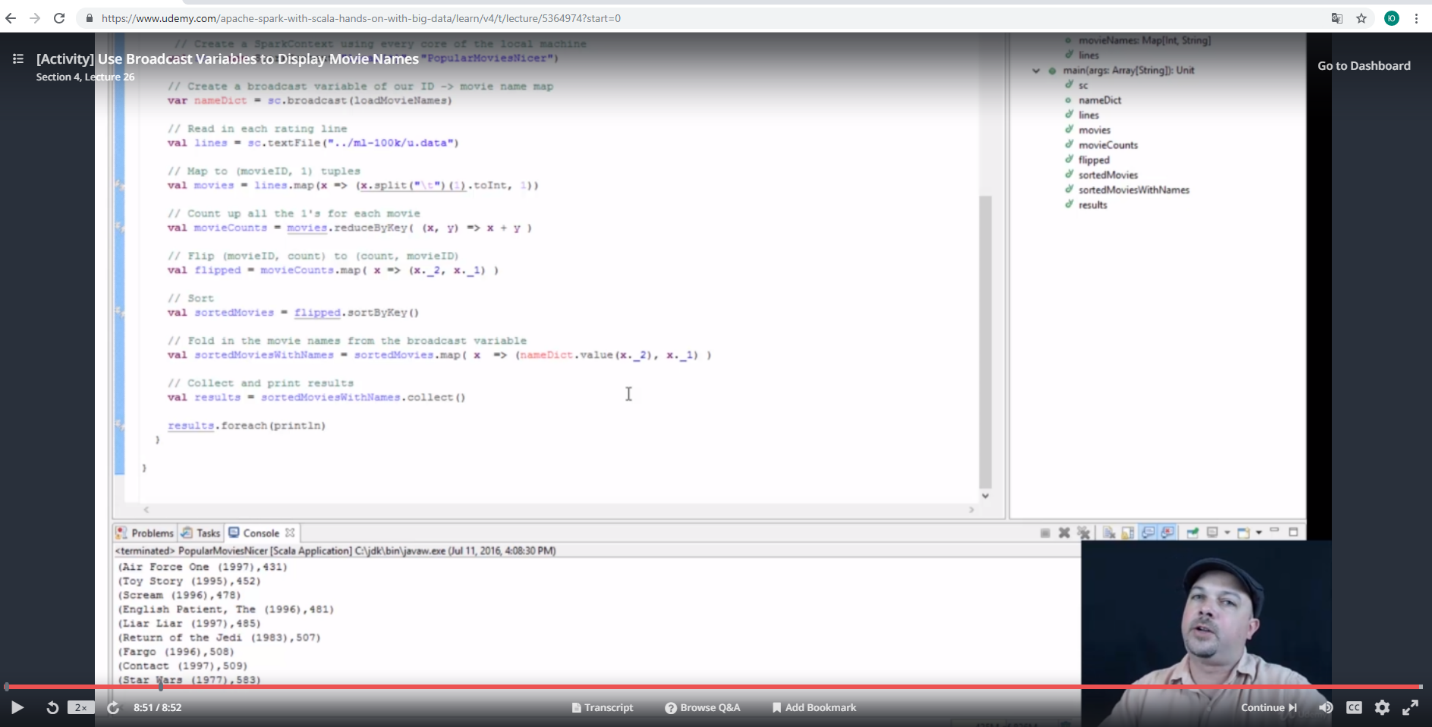 https://www.udemy.com/apache-spark-with-scala-hands-on-with-big-data/learn/v4/t/lecture/5364974?start=0
[Activity] Use Broadcast Variables to Display Movie Names
Section 4, Lecture 26
Go to Dashboard
// Create a SparkContext using every core of the local machine
"PopularMoviesNicer")
// Create a broadcast variable of our ID -> movie name map
var nameDict = sc.broadcast(loadMovieNames)
// Read in each rating line
val lines = sc.textFile("../ml-100k/u.data")
// Map to (movieID, 1) tuples
val movies = lines.map(x => (x.split("\t")(1).toInt, 1))
// Count up all the 1's for each movie
val movieCounts = movies.reduceByKey( (x, y) => x + y )
// Flip (movieID, count) to (count, movieID)
val flipped = movieCounts.map( x => (x._2, x._1) )
// Sort
val sortedMovies = flipped.sortByKey()
// Fold in the movie names from the broadcast variable
val sortedMoviesWithNames = sortedMovies.map( x => (nameDict.value(x._2), x._1) )
// Collect and print results
val results = sortedMoviesWithNames.collect()
results.foreach(println)
}
}
movieNames: Map[Int, String]
lines
main(args: Array[String]): Unit
sc
nameDict
lines
movies
movieCounts
flipped
sortedMovies
sortedMoviesWithNames
results
Problems Tasks Console
<terminated> PopularMoviesNicer [Scala Application] C:\jdk\bin\javaw.exe (Jul 11, 2016, 4:08:30 PM)
(Air Force One (1997),431)
(Toy Story (1995),452)
(Scream (1996),478)
(English Patient, The (1996),481)
(Liar Liar (1997),485)
(Return of the Jedi (1983),507)
(Fargo (1996),508)
(Contact (1997),509)
(Star Wars (1977),583)
2x 8:51 / 8:52 Transcript Browse Q&A Add Bookmark Continue CC